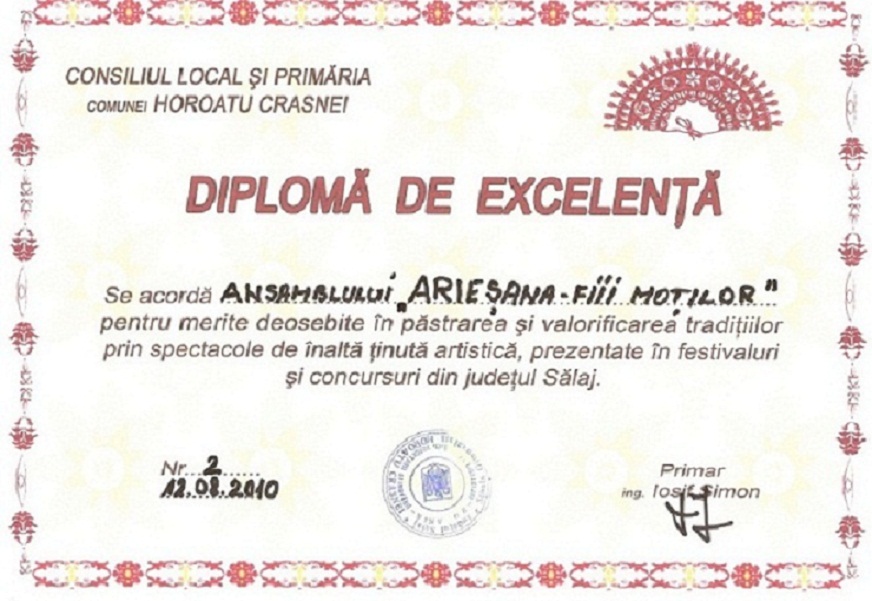 CONSILIUL LOCAL ȘI PRIMĂRIA
COMUNEI HOROATU CRASNEI
DIPLOMĂ DE EXCELENȚĂ
Se acordă ANSAMBLULUI „ARIEȘANA-FIII MOȚILOR"
pentru merite deosebite în păstrarea și valorificarea tradițiilor
prin spectacole de înaltă ținută artistică, prezentate în festivaluri
și concursuri din județul Sălaj.
Nr. 2
12.08.2010
Primar
ing. Iosif Simon